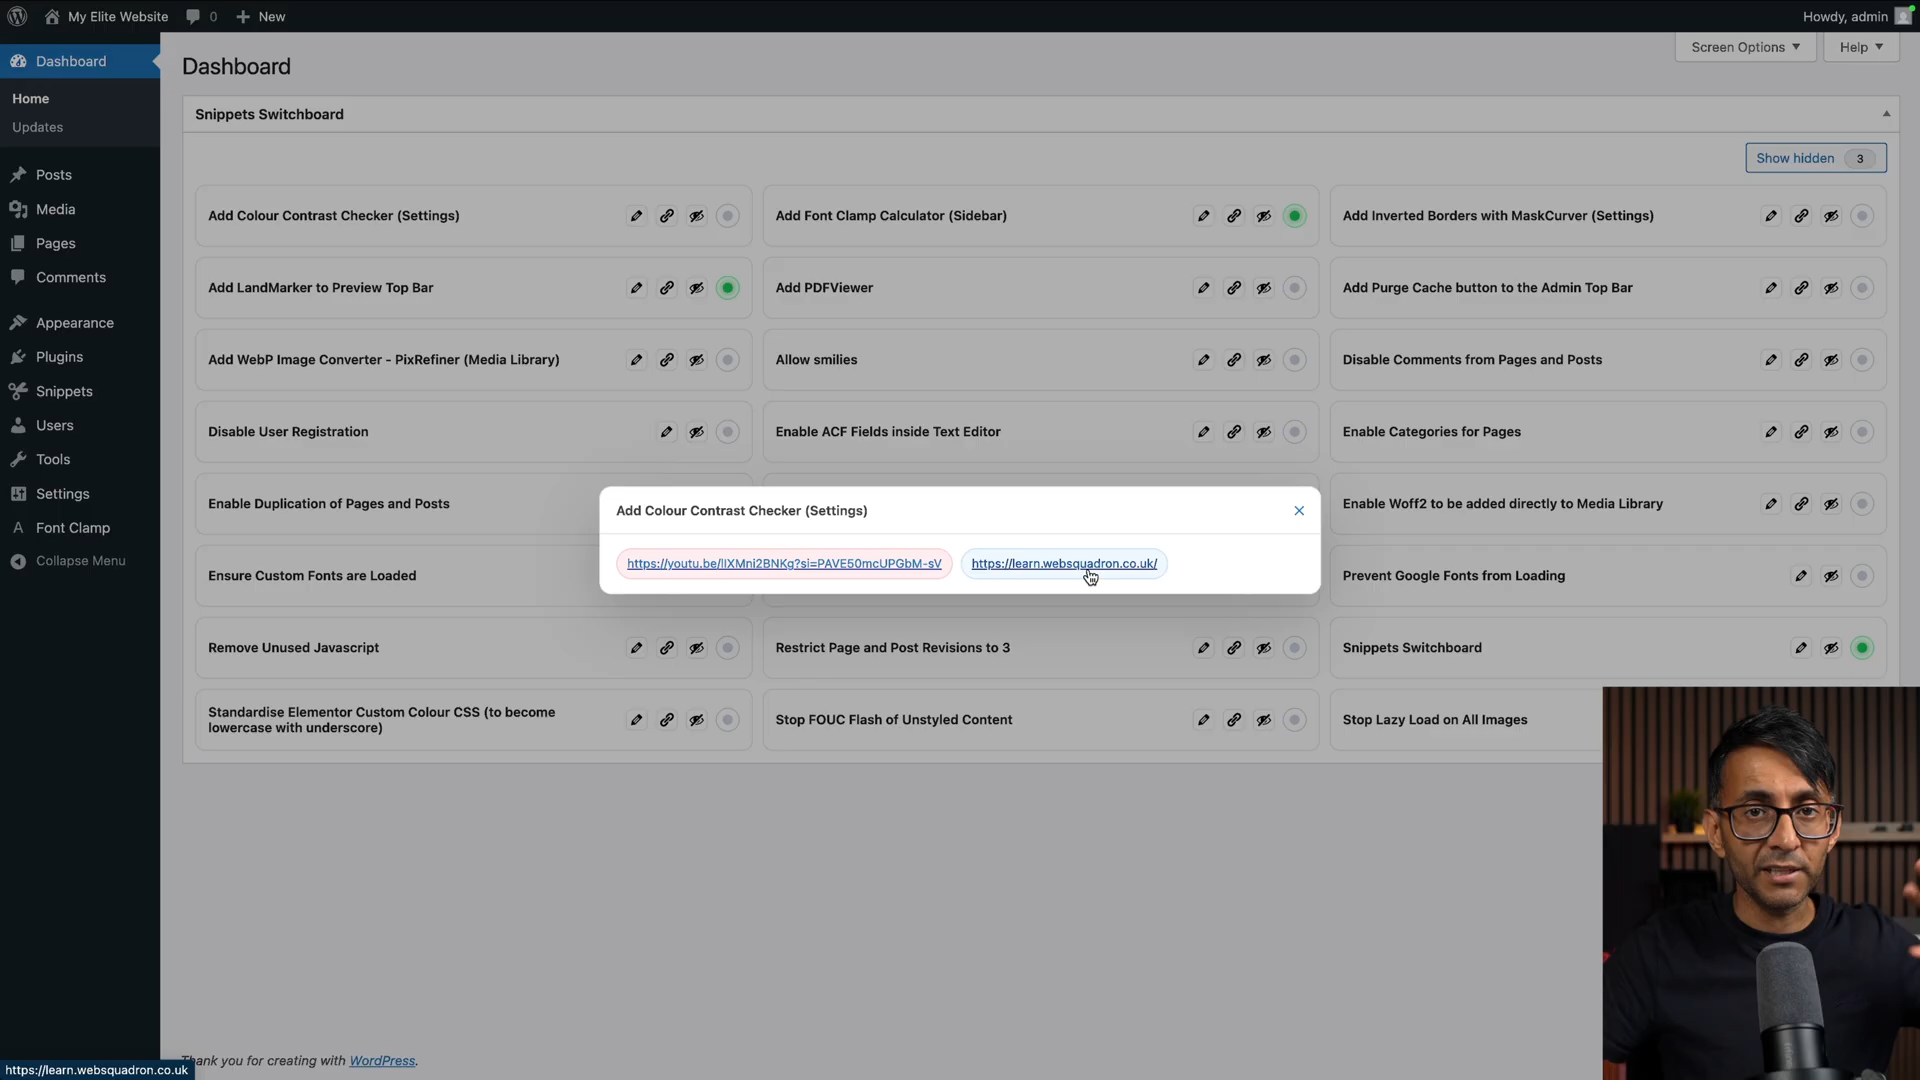 My Elite Website
0
New
Howdy, admin
Dashboard
Home
Updates
Posts
Media
Pages
Comments
Appearance
Plugins
Snippets
Users
Tools
Settings
Font Clamp
Collapse Menu
Screen Options
Help
Dashboard
Snippets Switchboard
Show hidden 3
Add Colour Contrast Checker (Settings)
Add Font Clamp Calculator (Sidebar)
Add Inverted Borders with MaskCurver (Settings)
Add LandMarker to Preview Top Bar
Add PDFViewer
Add Purge Cache button to the Admin Top Bar
Add WebP Image Converter - PixRefiner (Media Library)
Allow smilies
Disable Comments from Pages and Posts
Disable User Registration
Enable ACF Fields inside Text Editor
Enable Categories for Pages
Enable Duplication of Pages and Posts
Enable Woff2 to be added directly to Media Library
Add Colour Contrast Checker (Settings)
https://youtu.be/lIXMni2BNKg?si=PAVE50mcUPGbM-sV
https://learn.websquadron.co.uk/
Ensure Custom Fonts are Loaded
Prevent Google Fonts from Loading
Remove Unused Javascript
Restrict Page and Post Revisions to 3
Snippets Switchboard
Standardise Elementor Custom Colour CSS (to become
lowercase with underscore)
Stop FOUC Flash of Unstyled Content
Stop Lazy Load on All Images
Thank you for creating with WordPress.
https://learn.websquadron.co.uk